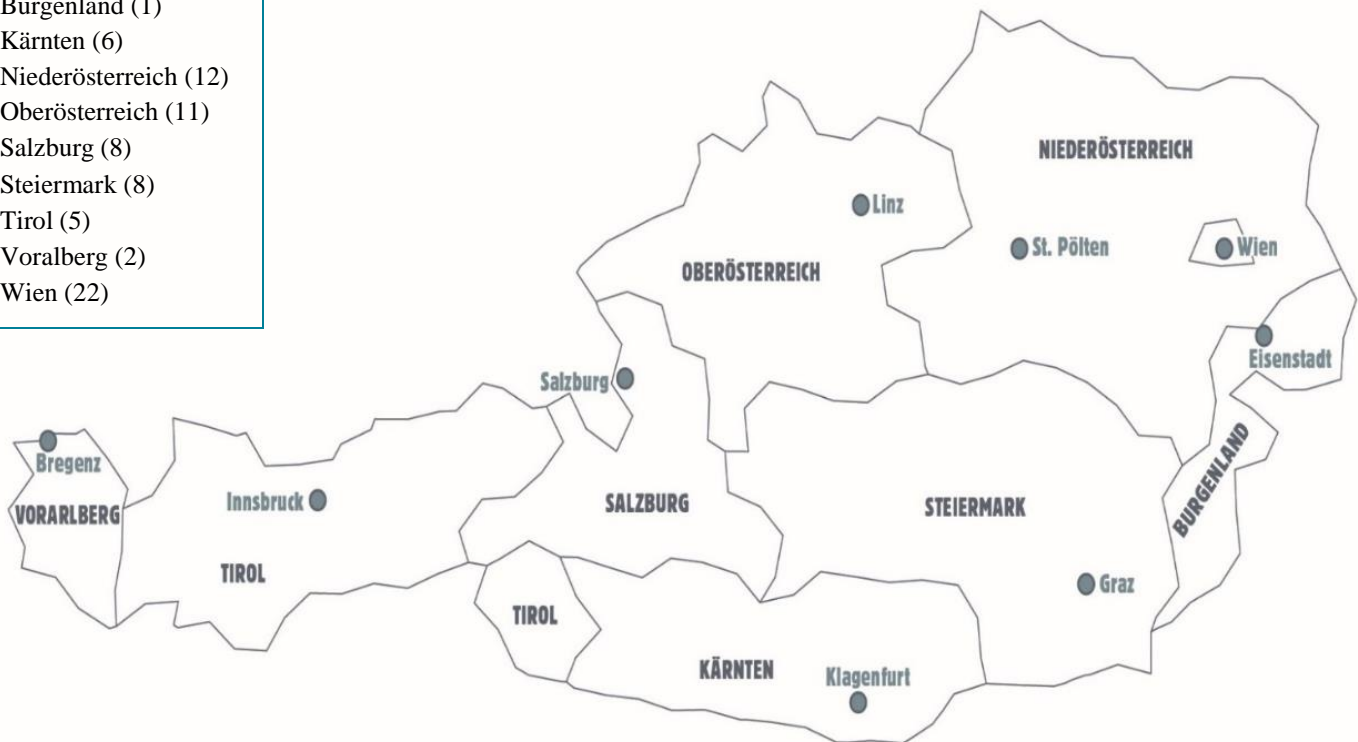 Burgenland (1)
Kärnten (6)
Niederösterreich (12)
Oberösterreich (11)
Salzburg (8)
Steiermark (8)
Tirol (5)
Voralberg (2)
Wien (22)
NIEDERÖSTERREICH
Linz
St. Pölten
Wien
OBERÖSTERREICH
Eisenstadt
Salzburg
Bregenz
BURGENLAND
Innsbruck
SALZBURG
STEIERMARK
VORARLBERG
TIROL
Graz
TIROL
KÄRNTEN
Klagenfurt